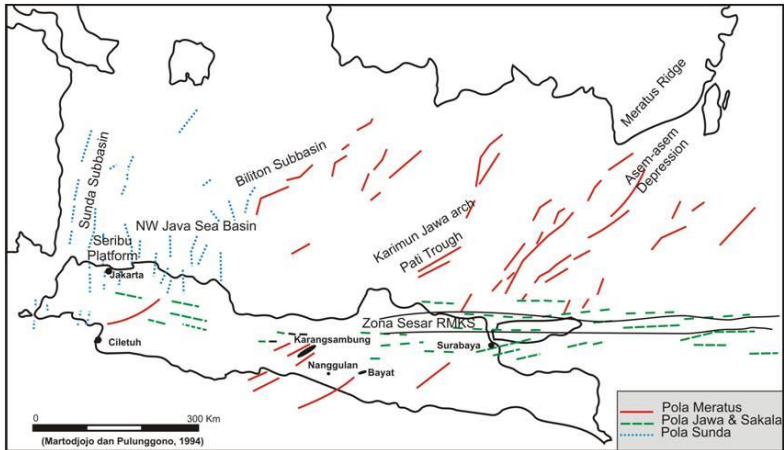 Meratus Ridge
Asem-asem
Depression
Biliton Subbasin
Sunda Subbasin
NW Java Sea Basin
Karimun Jawa arch
Pati Trough
Seribu
Platform
Jakarta
Zona Sesar RMKS
Ciletuh
Karangsambung
Surabaya
Nanggulan
Bayat
0 300 Km
(Martodjojo dan Pulunggono, 1994)
Pola Meratus
Pola Jawa & Sakala
Pola Sunda